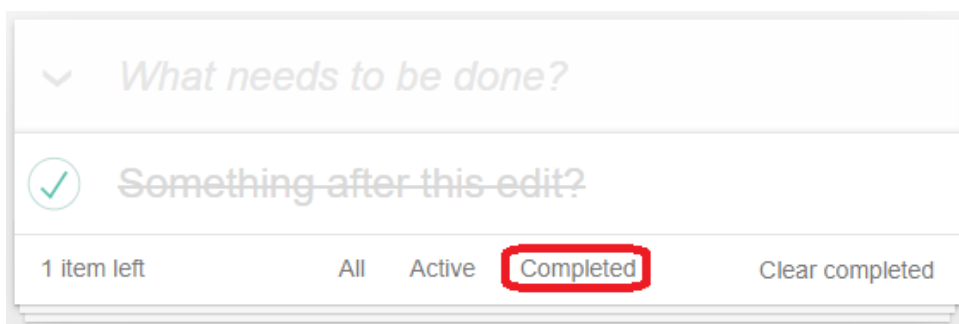 What needs to be done?
Something after this edit?
1 item left All Active Completed Clear completed